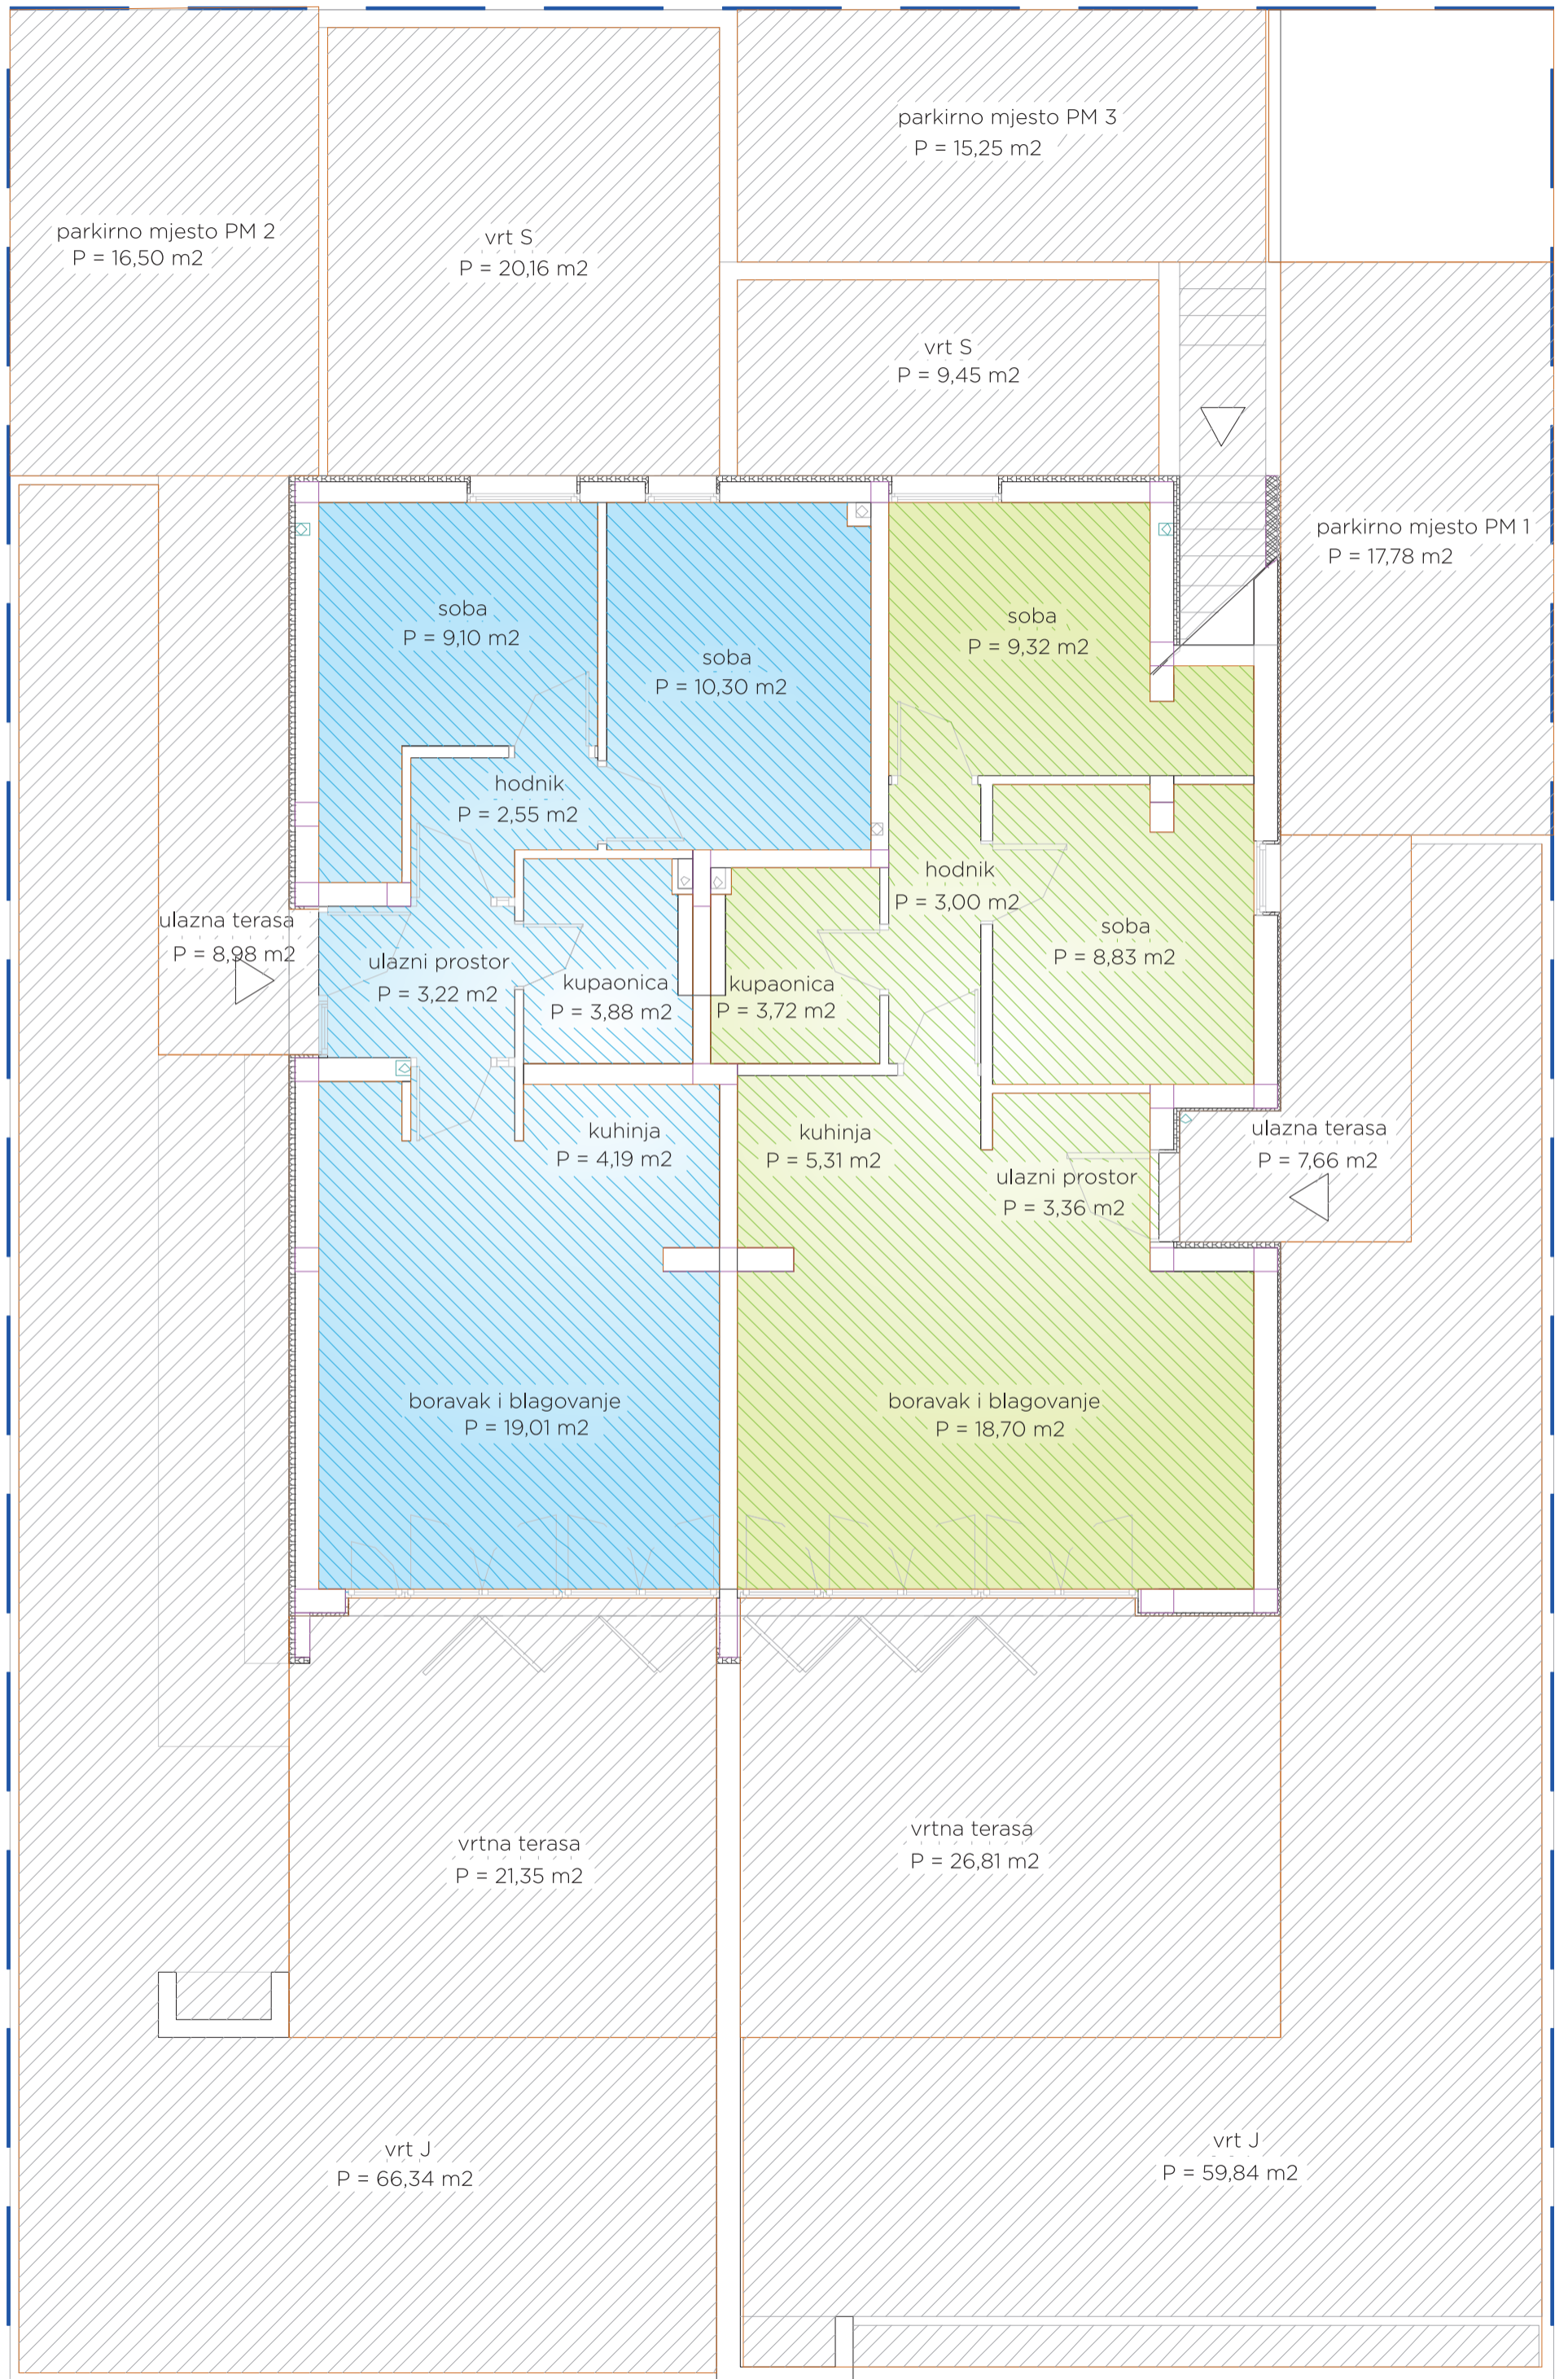 parkirno mjesto PM 3
P = 15,25 m2
parkirno mjesto PM 2
P = 16,50 m2
vrt S
P = 20,16 m2
vrt S
P = 9,45 m2
parkirno mjesto PM 1
P = 17,78 m2
soba
P = 9,10 m2
soba
P = 10,30 m2
soba
P = 9,32 m2
hodnik
P = 2,55 m2
hodnik
P = 3,00 m2
ulazna terasa
P = 8,98 m2
ulazni prostor
P = 3,22 m2
kupaonica
P = 3,88 m2
kupaonica
P = 3,72 m2
soba
P = 8,83 m2
kuhinja
P = 4,19 m2
kuhinja
P = 5,31 m2
ulazni prostor
P = 3,36 m2
ulazna terasa
P = 7,66 m2
boravak i blagovanje
P = 19,01 m2
boravak i blagovanje
P = 18,70 m2
vrtna terasa
P = 21,35 m2
vrtna terasa
P = 26,81 m2
vrt J
P = 66,34 m2
vrt J
P = 59,84 m2